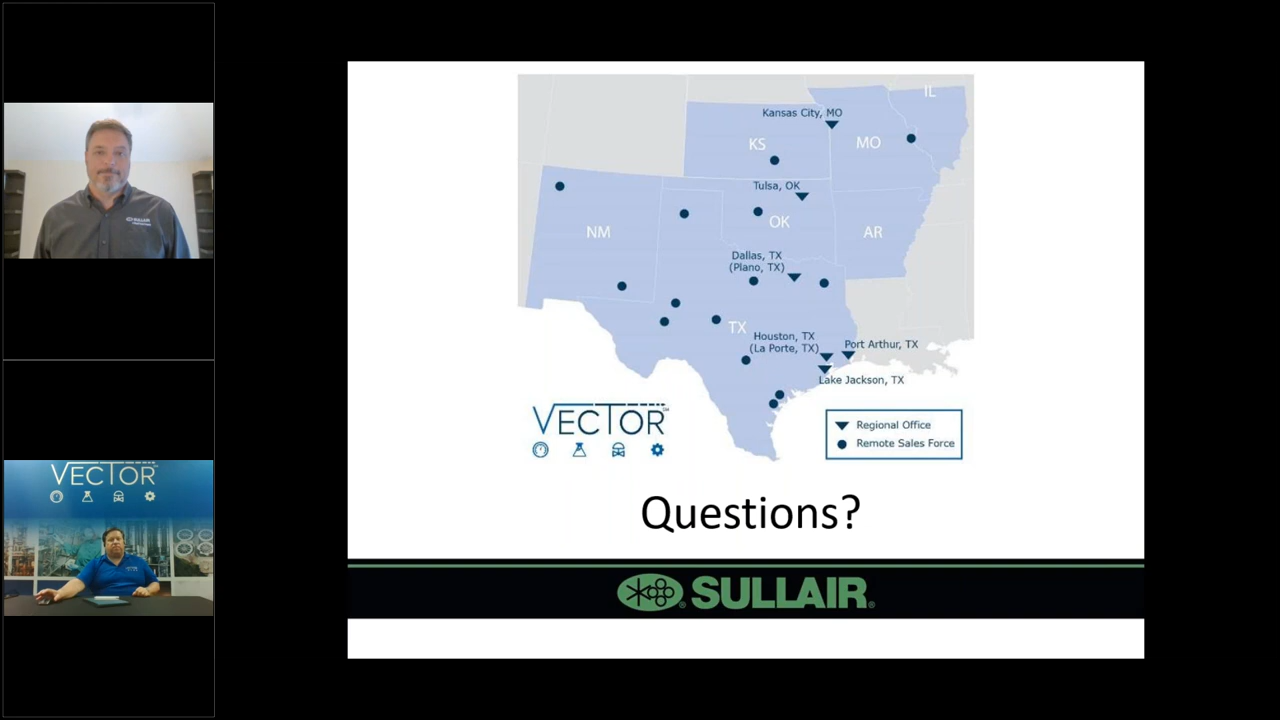 IL
Kansas City, MO
KS
MO
Tulsa, OK
OK
NM
AR
Dallas, TX
(Plano, TX)
TX
Houston, TX
(La Porte, TX)
Port Arthur, TX
Lake Jackson, TX
VECTOR
Regional Office
Remote Sales Force
Questions?
SULLAIR
SULLAIR
VECTOR